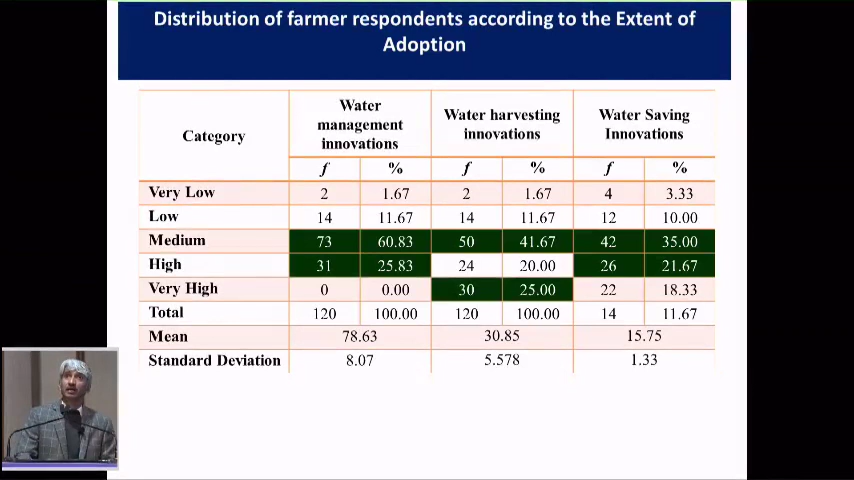 Distribution of farmer respondents according to the Extent of
Adoption
Category
Water
management
innovations
Water harvesting
innovations
Water Saving
Innovations
f % f % f %
Very Low 2 1.67 2 1.67 4 3.33
Low 14 11.67 14 11.67 12 10.00
Medium 73 60.83 50 41.67 42 35.00
High 31 25.83 24 20.00 26 21.67
Very High 0 0.00 30 25.00 22 18.33
Total 120 100.00 120 100.00 14 11.67
Mean 78.63 30.85 15.75
Standard Deviation 8.07 5.578 1.33